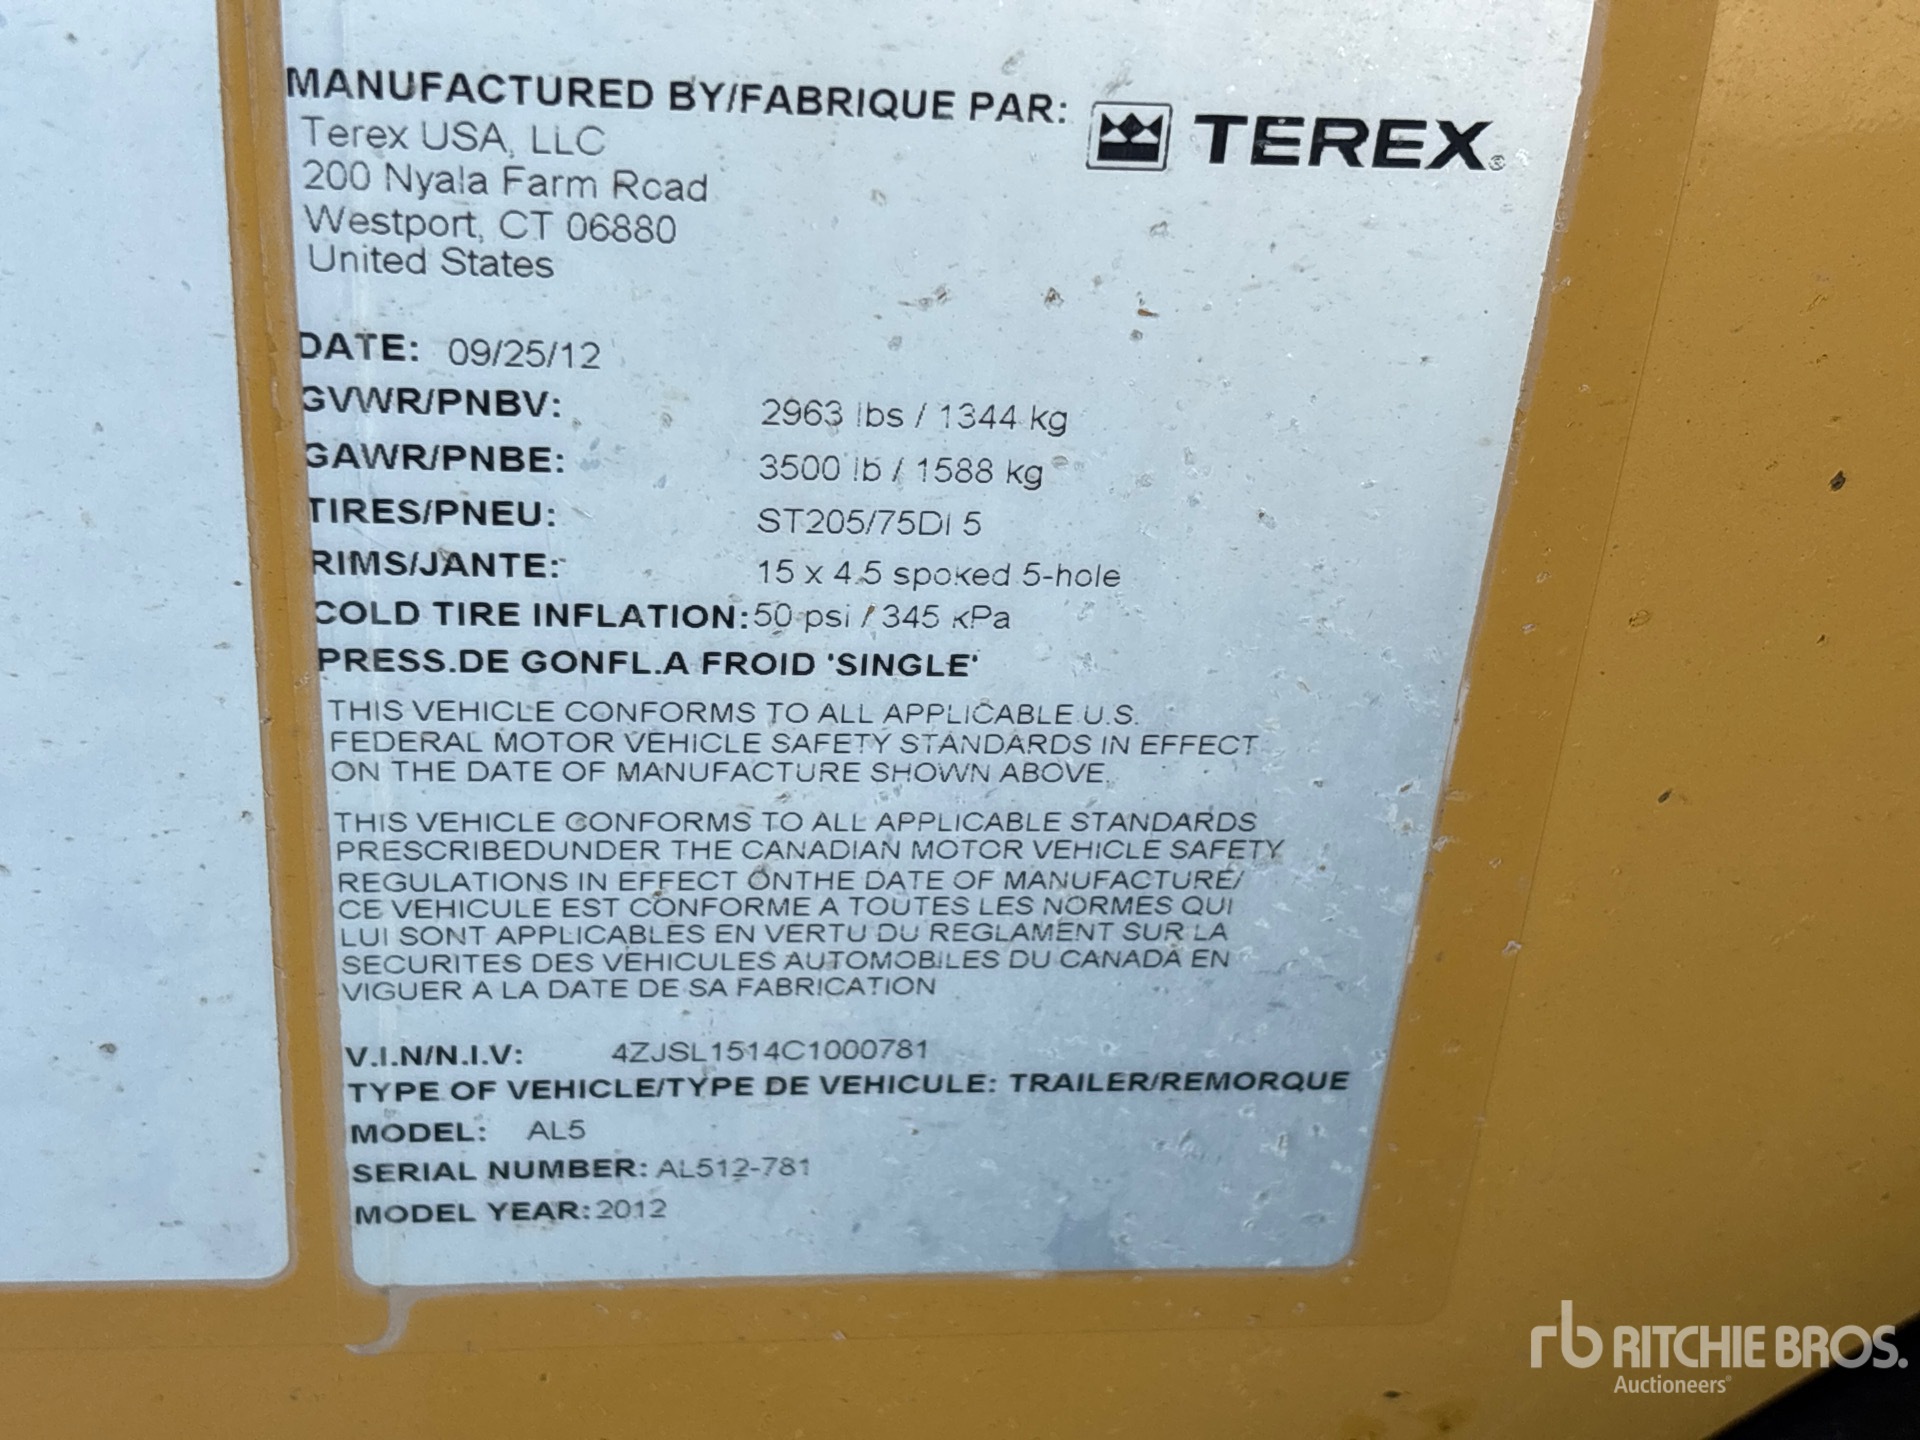 MANUFACTURED BY/FABRIQUE PAR:
TEREX®
Terex USA, LLC
200 Nyala Farm Road
Westport, CT 06880
United States
DATE: 09/25/12
GVWR/PNBV: 2963 lbs / 1344 kg
GAWR/PNBE: 3500 lb / 1588 kg
TIRES/PNEU: ST205/75D15
RIMS/JANTE: 15 x 4.5 spoked 5-hole
COLD TIRE INFLATION: 50 psi / 345 kPa
PRESS.DE GONFL.A FROID 'SINGLE'
THIS VEHICLE CONFORMS TO ALL APPLICABLE U.S.
FEDERAL MOTOR VEHICLE SAFETY STANDARDS IN EFFECT
ON THE DATE OF MANUFACTURE SHOWN ABOVE.
THIS VEHICLE CONFORMS TO ALL APPLICABLE STANDARDS
PRESCRIBEDUNDER THE CANADIAN MOTOR VEHICLE SAFETY
REGULATIONS IN EFFECT ONTHE DATE OF MANUFACTURE/
CE VEHICULE EST CONFORME A TOUTES LES NORMES QUI
LUI SONT APPLICABLES EN VERTU DU REGLAMENT SUR LA
SECURITES DES VEHICULES AUTOMOBILES DU CANADA EN
VIGUER A LA DATE DE SA FABRICATION
V.I.N/N.I.V: 4ZJSL1514C1000781
TYPE OF VEHICLE/TYPE DE VEHICULE: TRAILER/REMORQUE
MODEL: AL5
SERIAL NUMBER: AL512-781
MODEL YEAR: 2012
rb RITCHIE BROS.
Auctioneers®